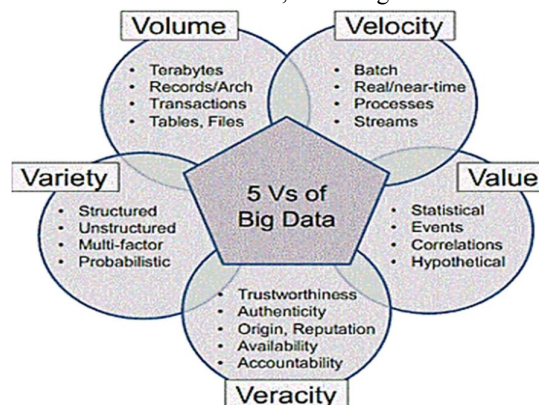 Volume
• Terabytes
• Records/Arch
• Transactions
• Tables, Files
Velocity
• Batch
• Real/near-time
• Processes
• Streams
Variety
• Structured
• Unstructured
• Multi-factor
• Probabilistic
5 Vs of
Big Data
Value
• Statistical
• Events
• Correlations
• Hypothetical
• Trustworthiness
• Authenticity
• Origin, Reputation
• Availability
• Accountability
Veracity